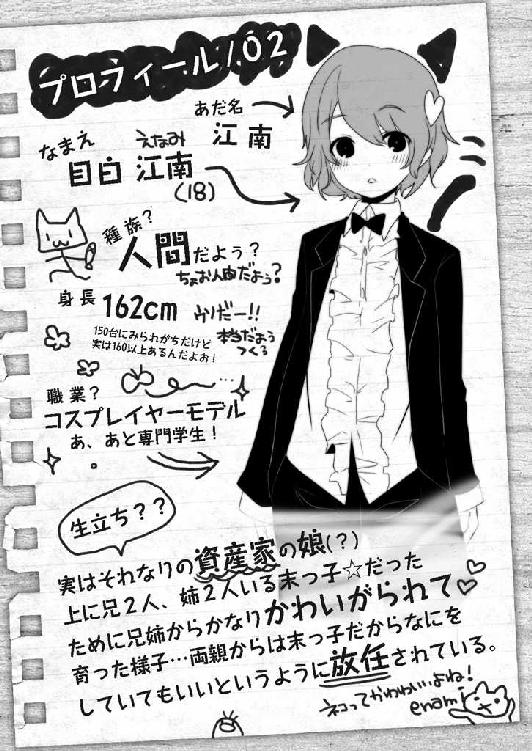 プロフィール1.02
あだ名
江南
なまえ
えなみ
目白 江南
(18)
種族？
人間だよう？
ちょお人間だよう？
身長 162cm
150台にみられがちだけど
実は160以上あるんだよお！
本当だよう
職業？
コスプレイヤーモデル
あ、あと専門学生！
生立ち？？
実はそれなりの資産家の娘(？)
上に兄２人、姉２人いる末っ子☆だった
ために兄姉からかなりかわいがられて
育った様子…両親からは末っ子だからなにを
していてもいいというように放任されている。
ネコってかわいいよね！
enami